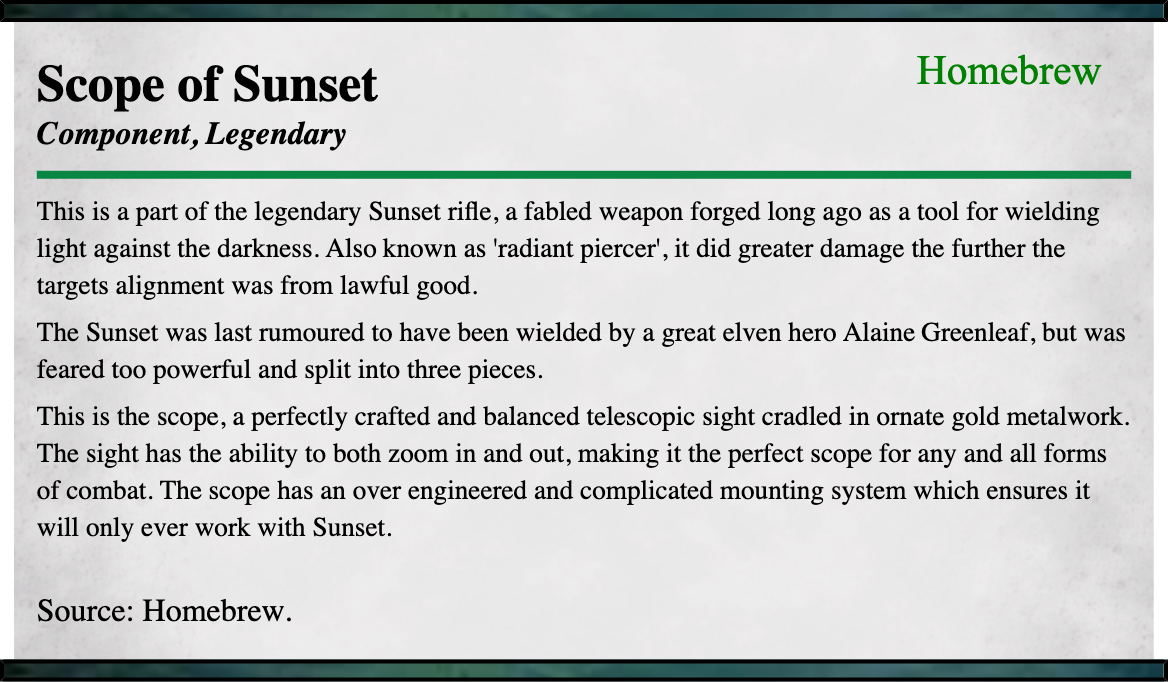 Scope of Sunset
Homebrew
Component, Legendary
This is a part of the legendary Sunset rifle, a fabled weapon forged long ago as a tool for wielding
light against the darkness. Also known as 'radiant piercer', it did greater damage the further the
targets alignment was from lawful good.
The Sunset was last rumoured to have been wielded by a great elven hero Alaine Greenleaf, but was
feared too powerful and split into three pieces.
This is the scope, a perfectly crafted and balanced telescopic sight cradled in ornate gold metalwork.
The sight has the ability to both zoom in and out, making it the perfect scope for any and all forms
of combat. The scope has an over engineered and complicated mounting system which ensures it
will only ever work with Sunset.
Source: Homebrew.